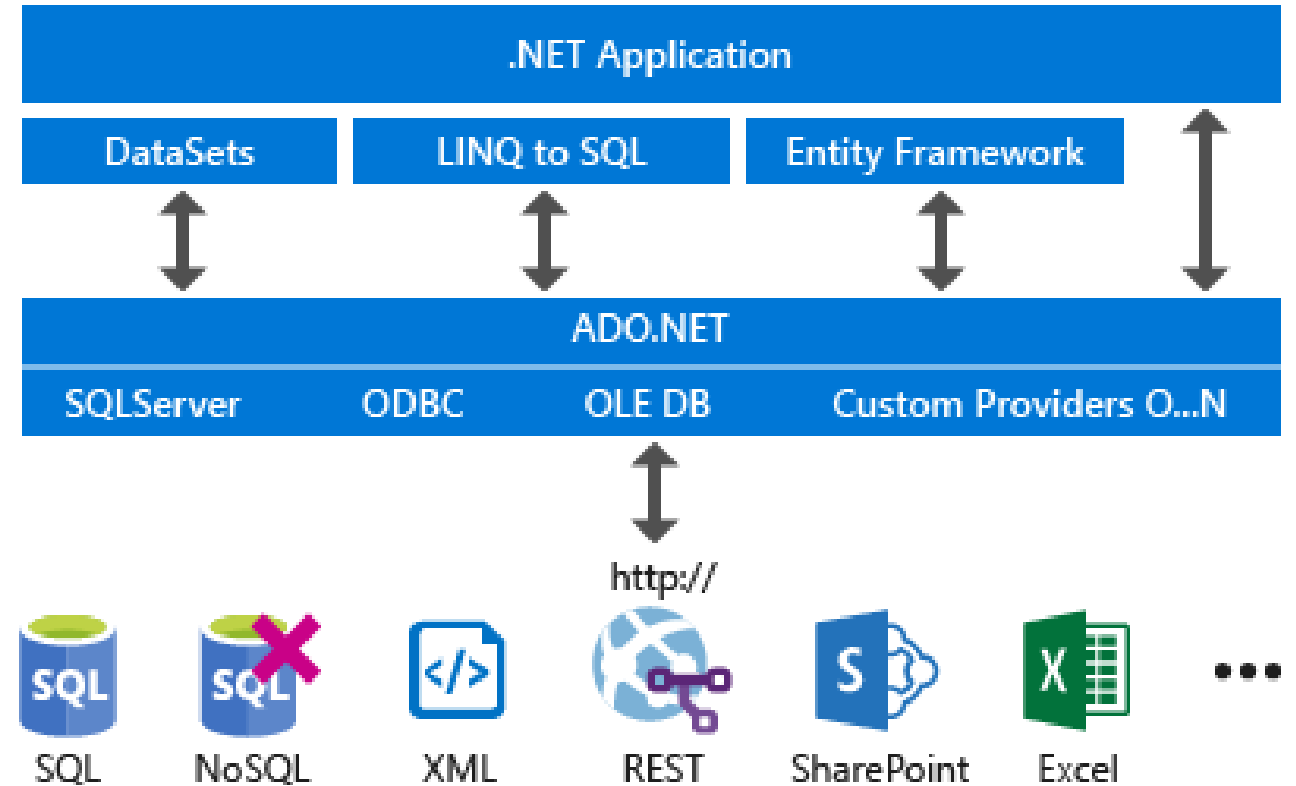 .NET Application
DataSets LINQ to SQL Entity Framework
ADO.NET
SQLServer ODBC OLE DB Custom Providers O...N
http://
SQL SQL </> S X
SQL NoSQL XML REST SharePoint Excel